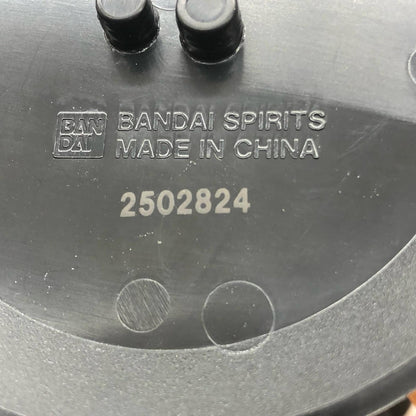 BAN
DAI
BANDAI SPIRITS
MADE IN CHINA
2502824